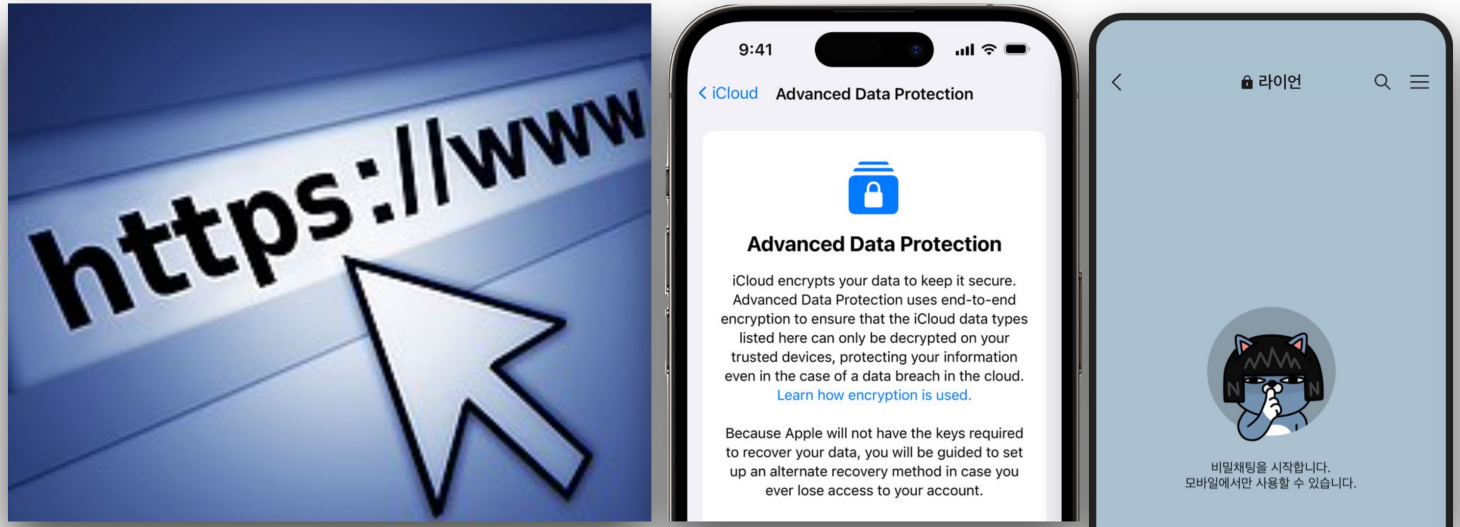 https://www
9:41
iCloud Advanced Data Protection
Advanced Data Protection
iCloud encrypts your data to keep it secure.
Advanced Data Protection uses end-to-end
encryption to ensure that the iCloud data types
listed here can only be decrypted on your
trusted devices, protecting your information
even in the case of a data breach in the cloud.
Learn how encryption is used.
Because Apple will not have the keys required
to recover your data, you will be guided to set
up an alternate recovery method in case you
ever lose access to your account.
라이언
N N
비밀채팅을 시작합니다.
모바일에서만 사용할 수 있습니다.